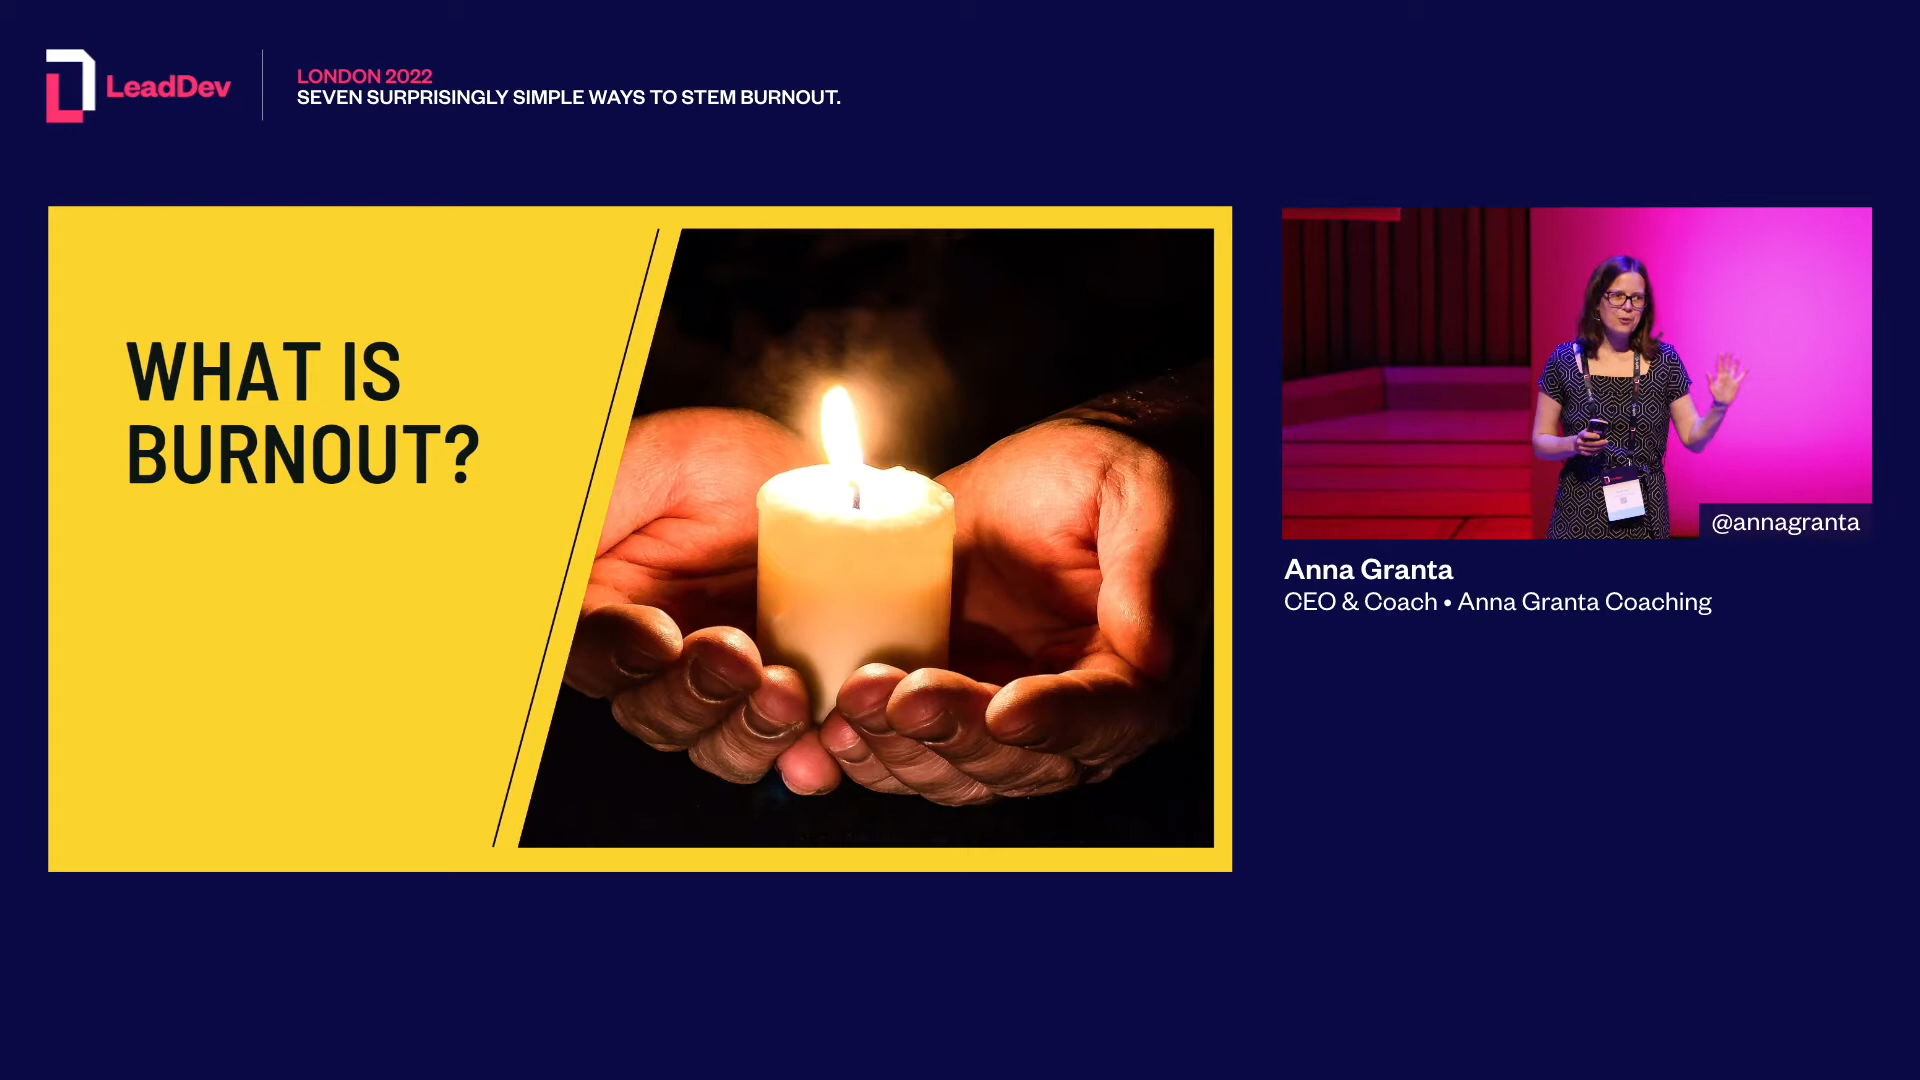 LeadDev
LONDON 2022
SEVEN SURPRISINGLY SIMPLE WAYS TO STEM BURNOUT.
WHAT IS
BURNOUT?
@annagranta
Anna Granta
CEO & Coach • Anna Granta Coaching